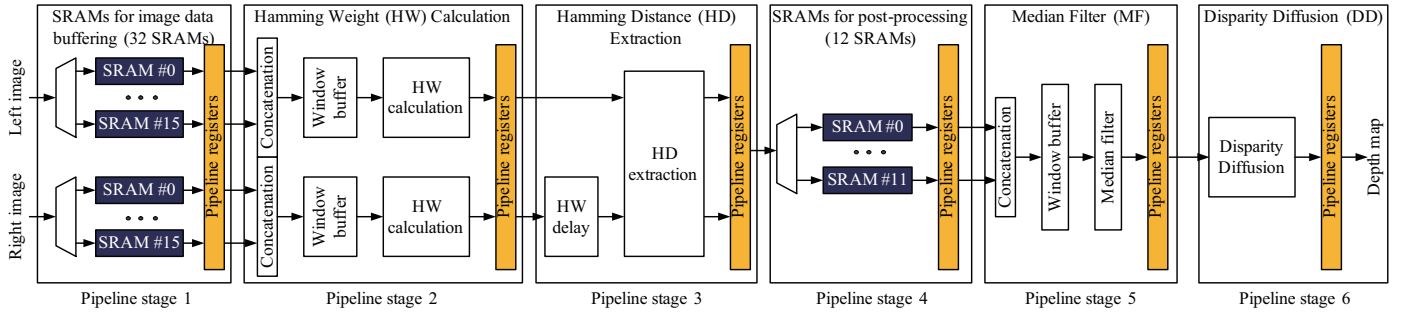 SRAMs for image data
buffering (32 SRAMs)
Left image
SRAM #0
SRAM #15
Right image
SRAM #0
SRAM #15
Pipeline registers
Pipeline stage 1
Hamming Weight (HW) Calculation
Concatenation
Window
buffer
HW
calculation
Concatenation
Window
buffer
HW
calculation
Pipeline registers
Pipeline stage 2
Hamming Distance (HD)
Extraction
HW
delay
HD
extraction
Pipeline registers
Pipeline stage 3
SRAMs for post-processing
(12 SRAMs)
SRAM #0
SRAM #11
Pipeline registers
Pipeline stage 4
Median Filter (MF)
Concatenation
Window buffer
Median filter
Pipeline registers
Pipeline stage 5
Disparity Diffusion (DD)
Disparity
Diffusion
Pipeline registers
Depth map
Pipeline stage 6